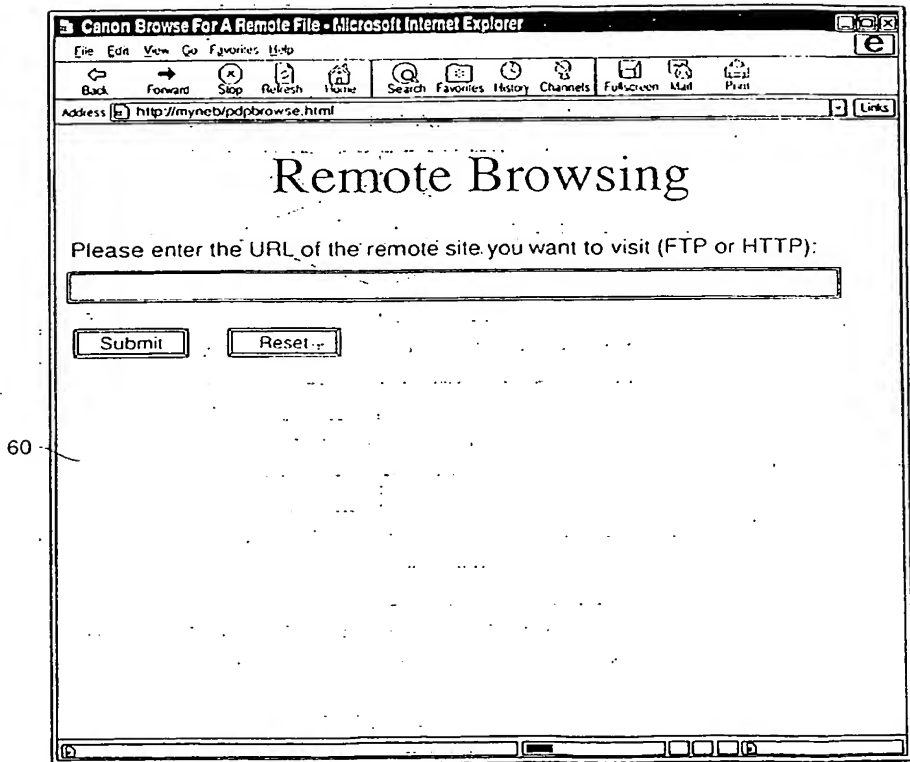 Canon Browse For A Remote File - Microsoft Internet Explorer
File Edit View Go Favorites Help
Back Forward Stop Refresh Home Search Favorites History Channels Fullscreen Mail Print
Address http://myneb/pdpbrowse.html Links
Remote Browsing
Please enter the URL of the remote site you want to visit (FTP or HTTP):
Submit Reset
60